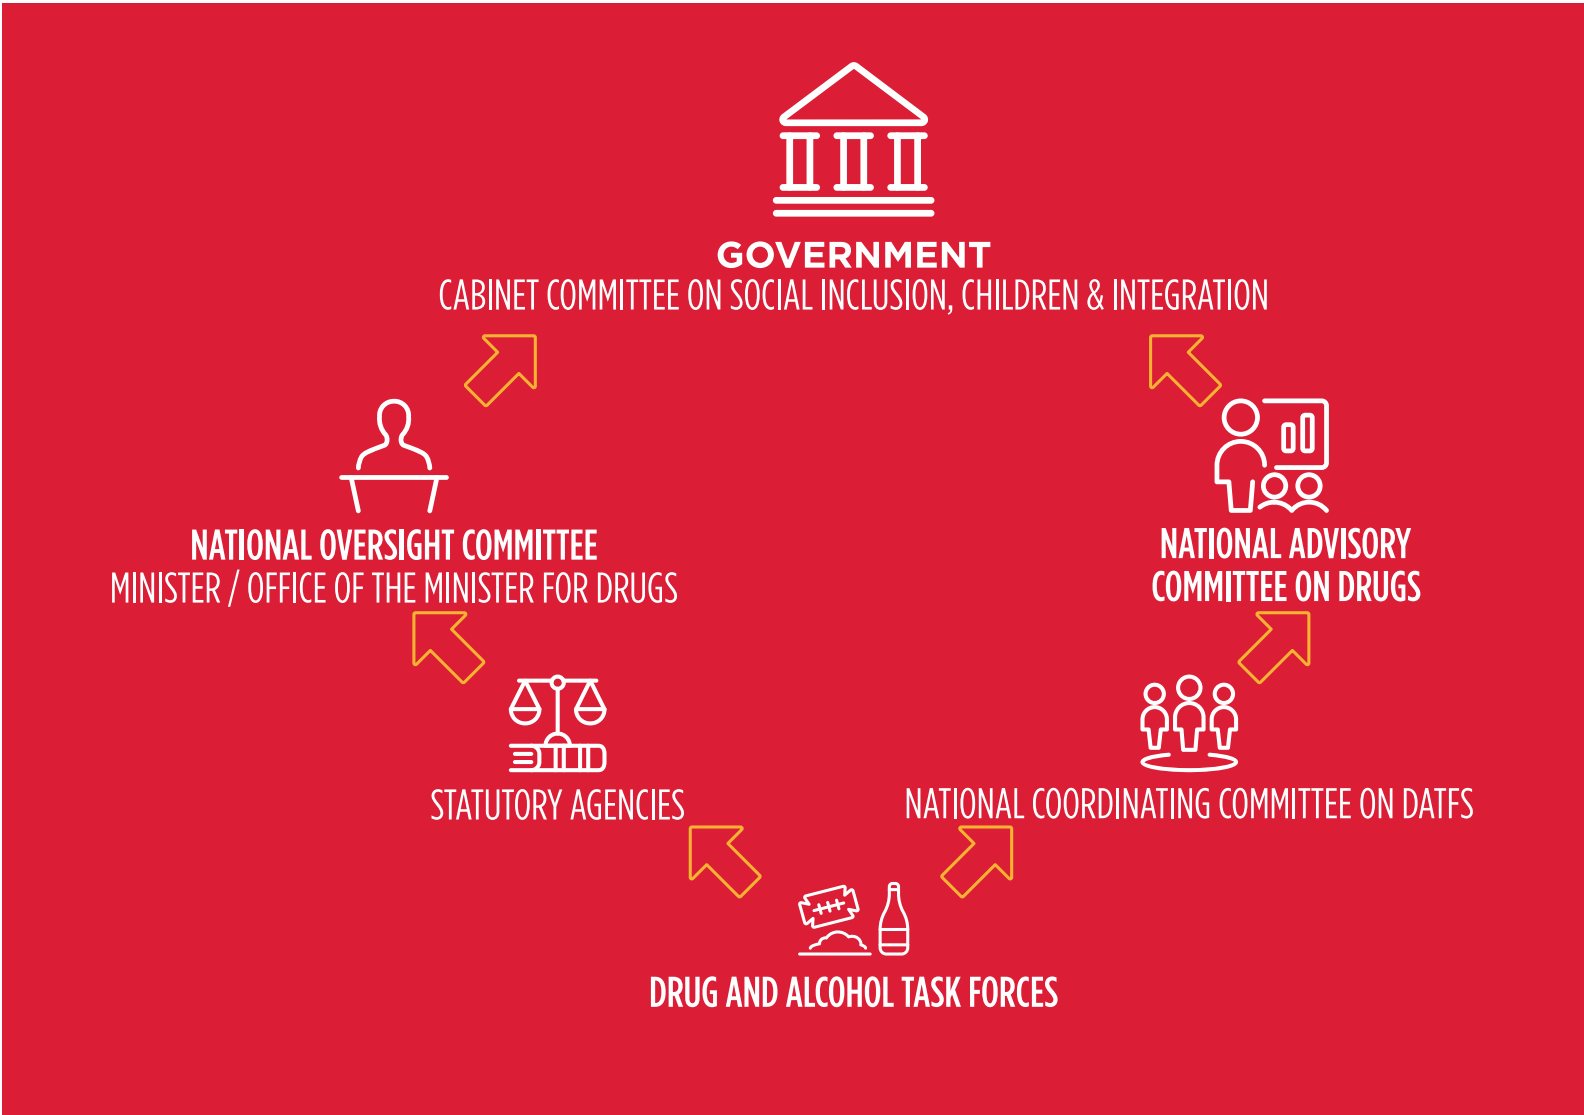 GOVERNMENT
CABINET COMMITTEE ON SOCIAL INCLUSION, CHILDREN & INTEGRATION
NATIONAL OVERSIGHT COMMITTEE
MINISTER / OFFICE OF THE MINISTER FOR DRUGS
NATIONAL ADVISORY
COMMITTEE ON DRUGS
STATUTORY AGENCIES
NATIONAL COORDINATING COMMITTEE ON DATFS
DRUG AND ALCOHOL TASK FORCES